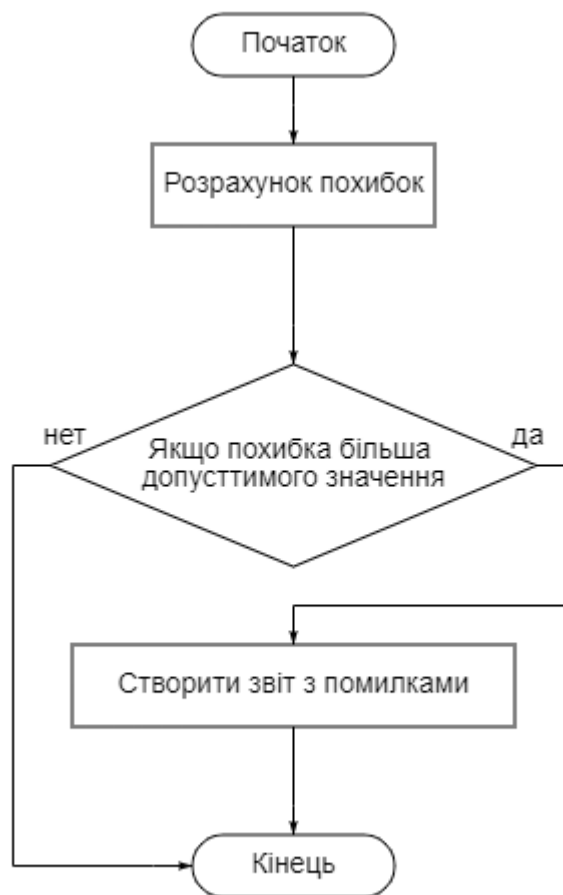 Початок
Розрахунок похибок
нет
да
Якщо похибка більша
допусттимого значення
Створити звіт з помилками
Кінець